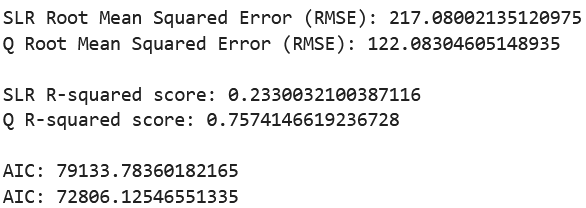 SLR Root Mean Squared Error (RMSE): 217.08002135120975
Q Root Mean Squared Error (RMSE): 122.08304605148935
SLR R-squared score: 0.2330032100387116
Q R-squared score: 0.7574146619236728
AIC: 79133.78360182165
AIC: 72806.12546551335